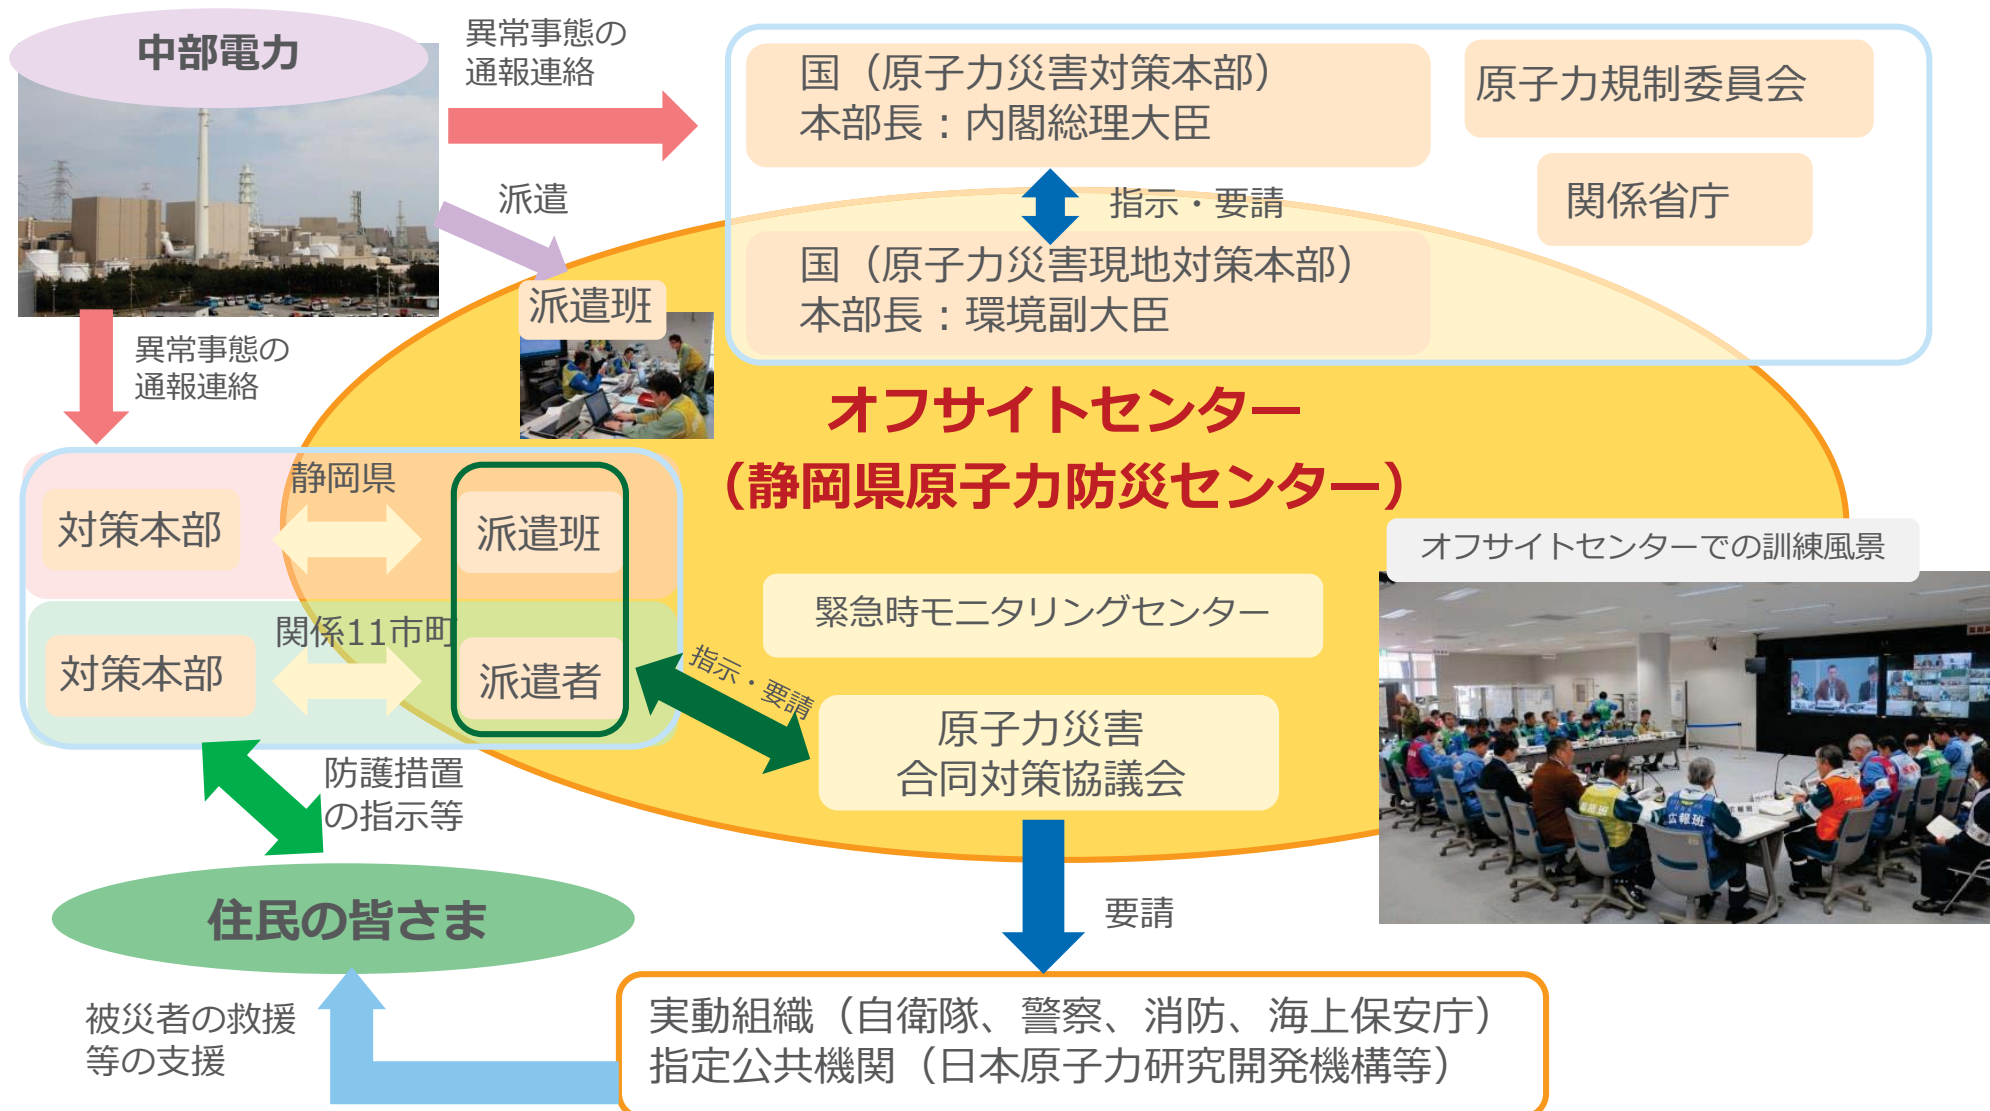 中部電力
異常事態の
通報連絡
国（原子力災害対策本部）
本部長：内閣総理大臣
原子力規制委員会
関係省庁
派遣
指示・要請
国（原子力災害現地対策本部）
本部長：環境副大臣
派遣班
異常事態の
通報連絡
オフサイトセンター
（静岡県原子力防災センター）
静岡県
対策本部
派遣班
関係11市町
対策本部
派遣者
指示・要請
緊急時モニタリングセンター
原子力災害
合同対策協議会
オフサイトセンターでの訓練風景
広報班
防護措置
の指示等
住民の皆さま
要請
被災者の救援
等の支援
実動組織（自衛隊、警察、消防、海上保安庁）
指定公共機関（日本原子力研究開発機構等）